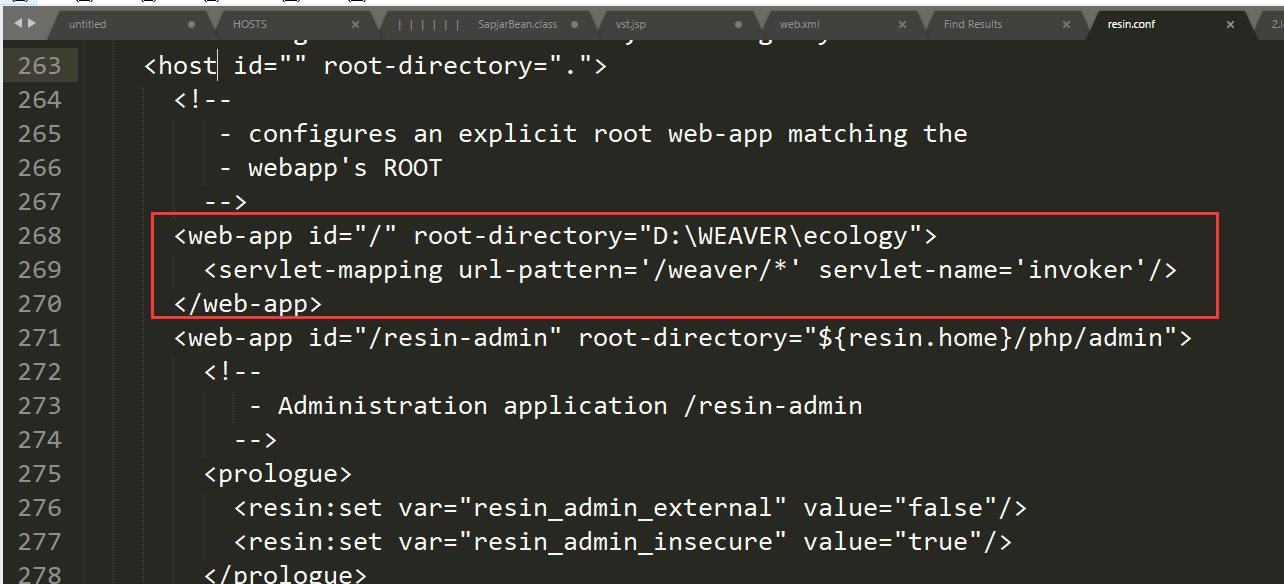 untitled HOSTS SapjarBean.class vst.jsp web.xml Find Results resin.conf
263 <host id="" root-directory=".">
264 <!--
265 - configures an explicit root web-app matching the
266 - webapp's ROOT
267 -->
268 <web-app id="/" root-directory="D:\WEAVER\ecology">
269 <servlet-mapping url-pattern='/weaver/*' servlet-name='invoker'/>
270 </web-app>
271 <web-app id="/resin-admin" root-directory="${resin.home}/php/admin">
272 <!--
273 - Administration application /resin-admin
274 -->
275 <prologue>
276 <resin:set var="resin_admin_external" value="false"/>
277 <resin:set var="resin_admin_insecure" value="true"/>
278 </prologue>